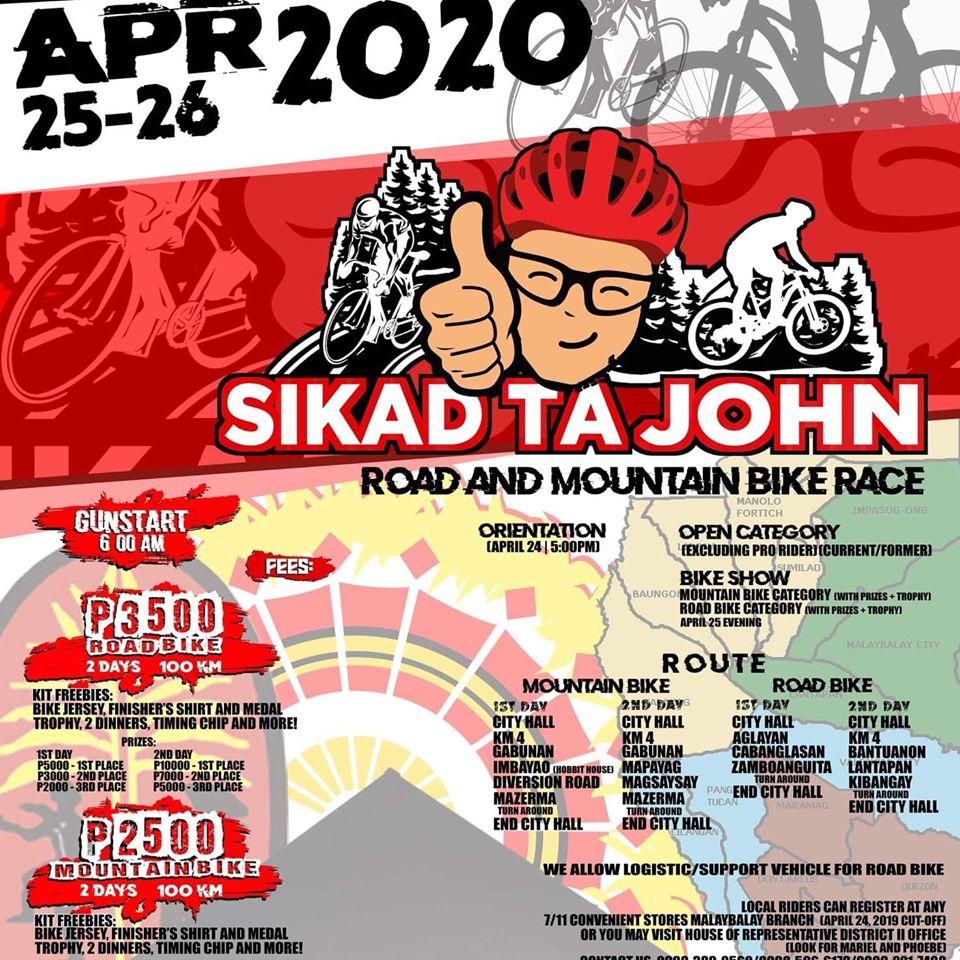 APR 2020
25-26
SIKAD TA JOHN
ROAD AND MOUNTAIN BIKE RACE
GUNSTART
6 00 AM
FEES:
P3500
ROAD BIKE
2 DAYS 100 KM
KIT FREEBIES:
BIKE JERSEY, FINISHER'S SHIRT AND MEDAL
TROPHY, 2 DINNERS, TIMING CHIP AND MORE!
PRIZES:
1ST DAY
P5000 - 1ST PLACE
P3000 - 2ND PLACE
P2000 - 3RD PLACE
2ND DAY
P10000 - 1ST PLACE
P7000 - 2ND PLACE
P5000 - 3RD PLACE
P2500
MOUNTAIN BIKE
2 DAYS 100 KM
KIT FREEBIES:
BIKE JERSEY, FINISHER'S SHIRT AND MEDAL
TROPHY, 2 DINNERS, TIMING CHIP AND MORE!
ORIENTATION
(APRIL 24 | 5:00PM)
OPEN CATEGORY
(EXCLUDING PRO RIDER)(CURRENT/FORMER)
BIKE SHOW
MOUNTAIN BIKE CATEGORY (WITH PRIZES + TROPHY)
ROAD BIKE CATEGORY (WITH PRIZES + TROPHY)
APRIL 25 EVENING
ROUTE
MOUNTAIN BIKE
1ST DAY
CITY HALL
KM 4
GABUNAN
IMBAYAO (HOBBIT HOUSE)
DIVERSION ROAD
MAZERMA
TURN AROUND
END CITY HALL
2ND DAY
CITY HALL
KM 4
GABUNAN
MAPAYAG
MAGSAYSAY
MAZERMA
TURN AROUND
END CITY HALL
ROAD BIKE
1ST DAY
CITY HALL
AGLAYAN
CABANGLASAN
ZAMBOANGUITA
TURN AROUND
END CITY HALL
2ND DAY
CITY HALL
KM 4
BANTUANON
LANTAPAN
KIBANGAY
TURN AROUND
END CITY HALL
MANOLO
FORTICH
IMPASUG-ONG
SUMILAO
MALAYBALAY CITY
MARAMAG
DON CARLOS
QUEZON
WE ALLOW LOGISTIC/SUPPORT VEHICLE FOR ROAD BIKE
LOCAL RIDERS CAN REGISTER AT ANY
7/11 CONVENIENT STORES MALAYBALAY BRANCH (APRIL 24, 2019 CUT-OFF)
OR YOU MAY VISIT HOUSE OF REPRESENTATIVE DISTRICT II OFFICE
(LOOK FOR MARIEL AND PHOEBE)
CONTACT US